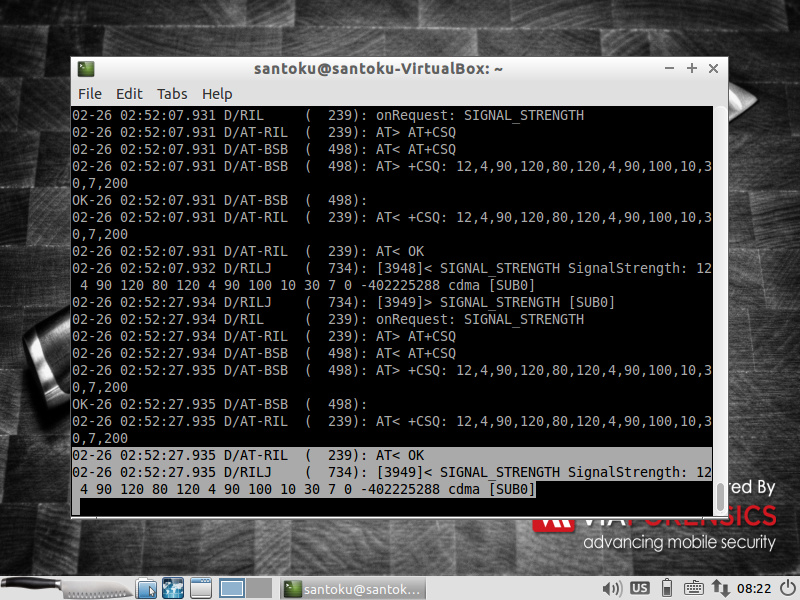 santoku@santoku-VirtualBox: ~
File Edit Tabs Help
02-26 02:52:07.931 D/RIL     (  239): onRequest: SIGNAL_STRENGTH
02-26 02:52:07.931 D/AT-RIL  (  239): AT> AT+CSQ
02-26 02:52:07.931 D/AT-BSB  (  498): AT< AT+CSQ
02-26 02:52:07.931 D/AT-BSB  (  498): AT> +CSQ: 12,4,90,120,80,120,4,90,100,10,3
0,7,200
OK-26 02:52:07.931 D/AT-BSB  (  498):
02-26 02:52:07.931 D/AT-RIL  (  239): AT< +CSQ: 12,4,90,120,80,120,4,90,100,10,3
0,7,200
02-26 02:52:07.931 D/AT-RIL  (  239): AT< OK
02-26 02:52:07.932 D/RILJ    (  734): [3948]< SIGNAL_STRENGTH SignalStrength: 12
 4 90 120 80 120 4 90 100 10 30 7 0 -402225288 cdma [SUB0]
02-26 02:52:27.934 D/RILJ    (  734): [3949]> SIGNAL_STRENGTH [SUB0]
02-26 02:52:27.934 D/RIL     (  239): onRequest: SIGNAL_STRENGTH
02-26 02:52:27.934 D/AT-RIL  (  239): AT> AT+CSQ
02-26 02:52:27.934 D/AT-BSB  (  498): AT< AT+CSQ
02-26 02:52:27.935 D/AT-BSB  (  498): AT> +CSQ: 12,4,90,120,80,120,4,90,100,10,3
0,7,200
OK-26 02:52:27.935 D/AT-BSB  (  498):
02-26 02:52:27.935 D/AT-RIL  (  239): AT< +CSQ: 12,4,90,120,80,120,4,90,100,10,3
0,7,200
02-26 02:52:27.935 D/AT-RIL  (  239): AT< OK
02-26 02:52:27.935 D/RILJ    (  734): [3949]< SIGNAL_STRENGTH SignalStrength: 12
 4 90 120 80 120 4 90 100 10 30 7 0 -402225288 cdma [SUB0]
By
VIAFORENSICS
advancing mobile security
santoku@santok...
US
08:22